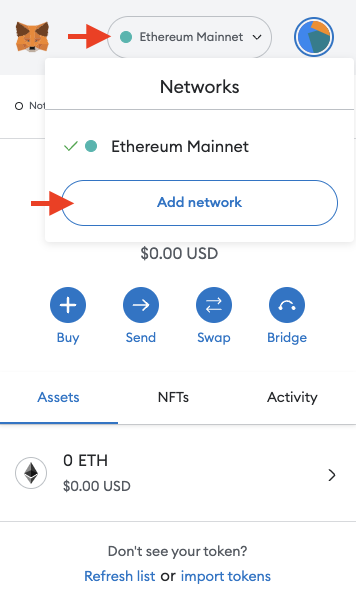 Ethereum Mainnet
Networks
Not
Ethereum Mainnet
Add network
$0.00 USD
Buy Send Swap Bridge
Assets NFTs Activity
0 ETH
$0.00 USD
Don't see your token?
Refresh list or import tokens